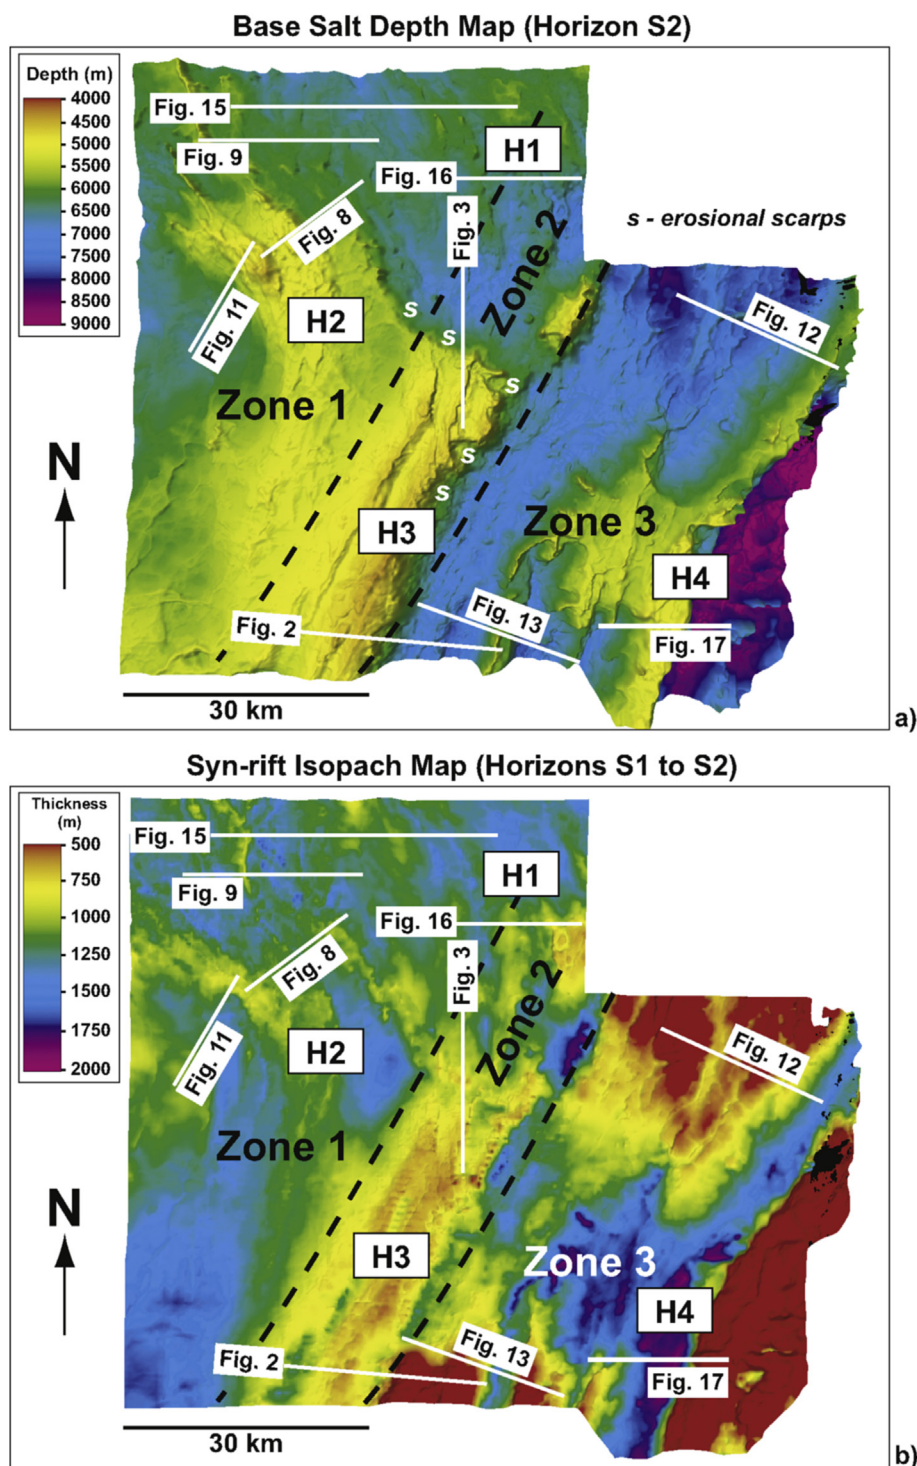 Base Salt Depth Map (Horizon S2)
Depth (m)
4000
4500
5000
5500
6000
6500
7000
7500
8000
8500
9000
Fig. 15
H1
Fig. 9
Fig. 16
s - erosional scarps
Fig. 8
Fig. 3
Zone 2
Fig. 11
H2
s
s
Fig. 12
Zone 1
s
N
s
s
H3
Zone 3
H4
Fig. 2
Fig. 13
Fig. 17
30 km
a)
Syn-rift Isopach Map (Horizons S1 to S2)
Thickness
(m)
500
750
1000
1250
1500
1750
2000
Fig. 15
H1
Fig. 9
Fig. 16
Fig. 8
Fig. 3
Zone 2
Fig. 11
H2
Fig. 12
Zone 1
N
H3
Zone 3
H4
Fig. 2
Fig. 13
Fig. 17
30 km
b)